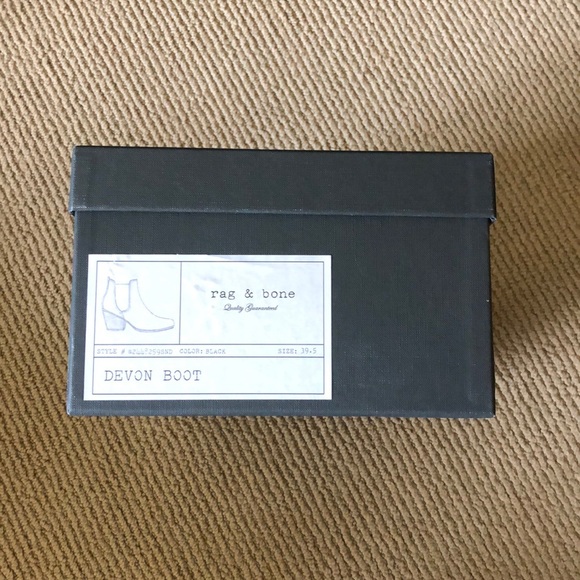 rag & bone
Quality Guaranteed
STYLE # COLOR: BLACK SIZE: 39.5
DEVON BOOT